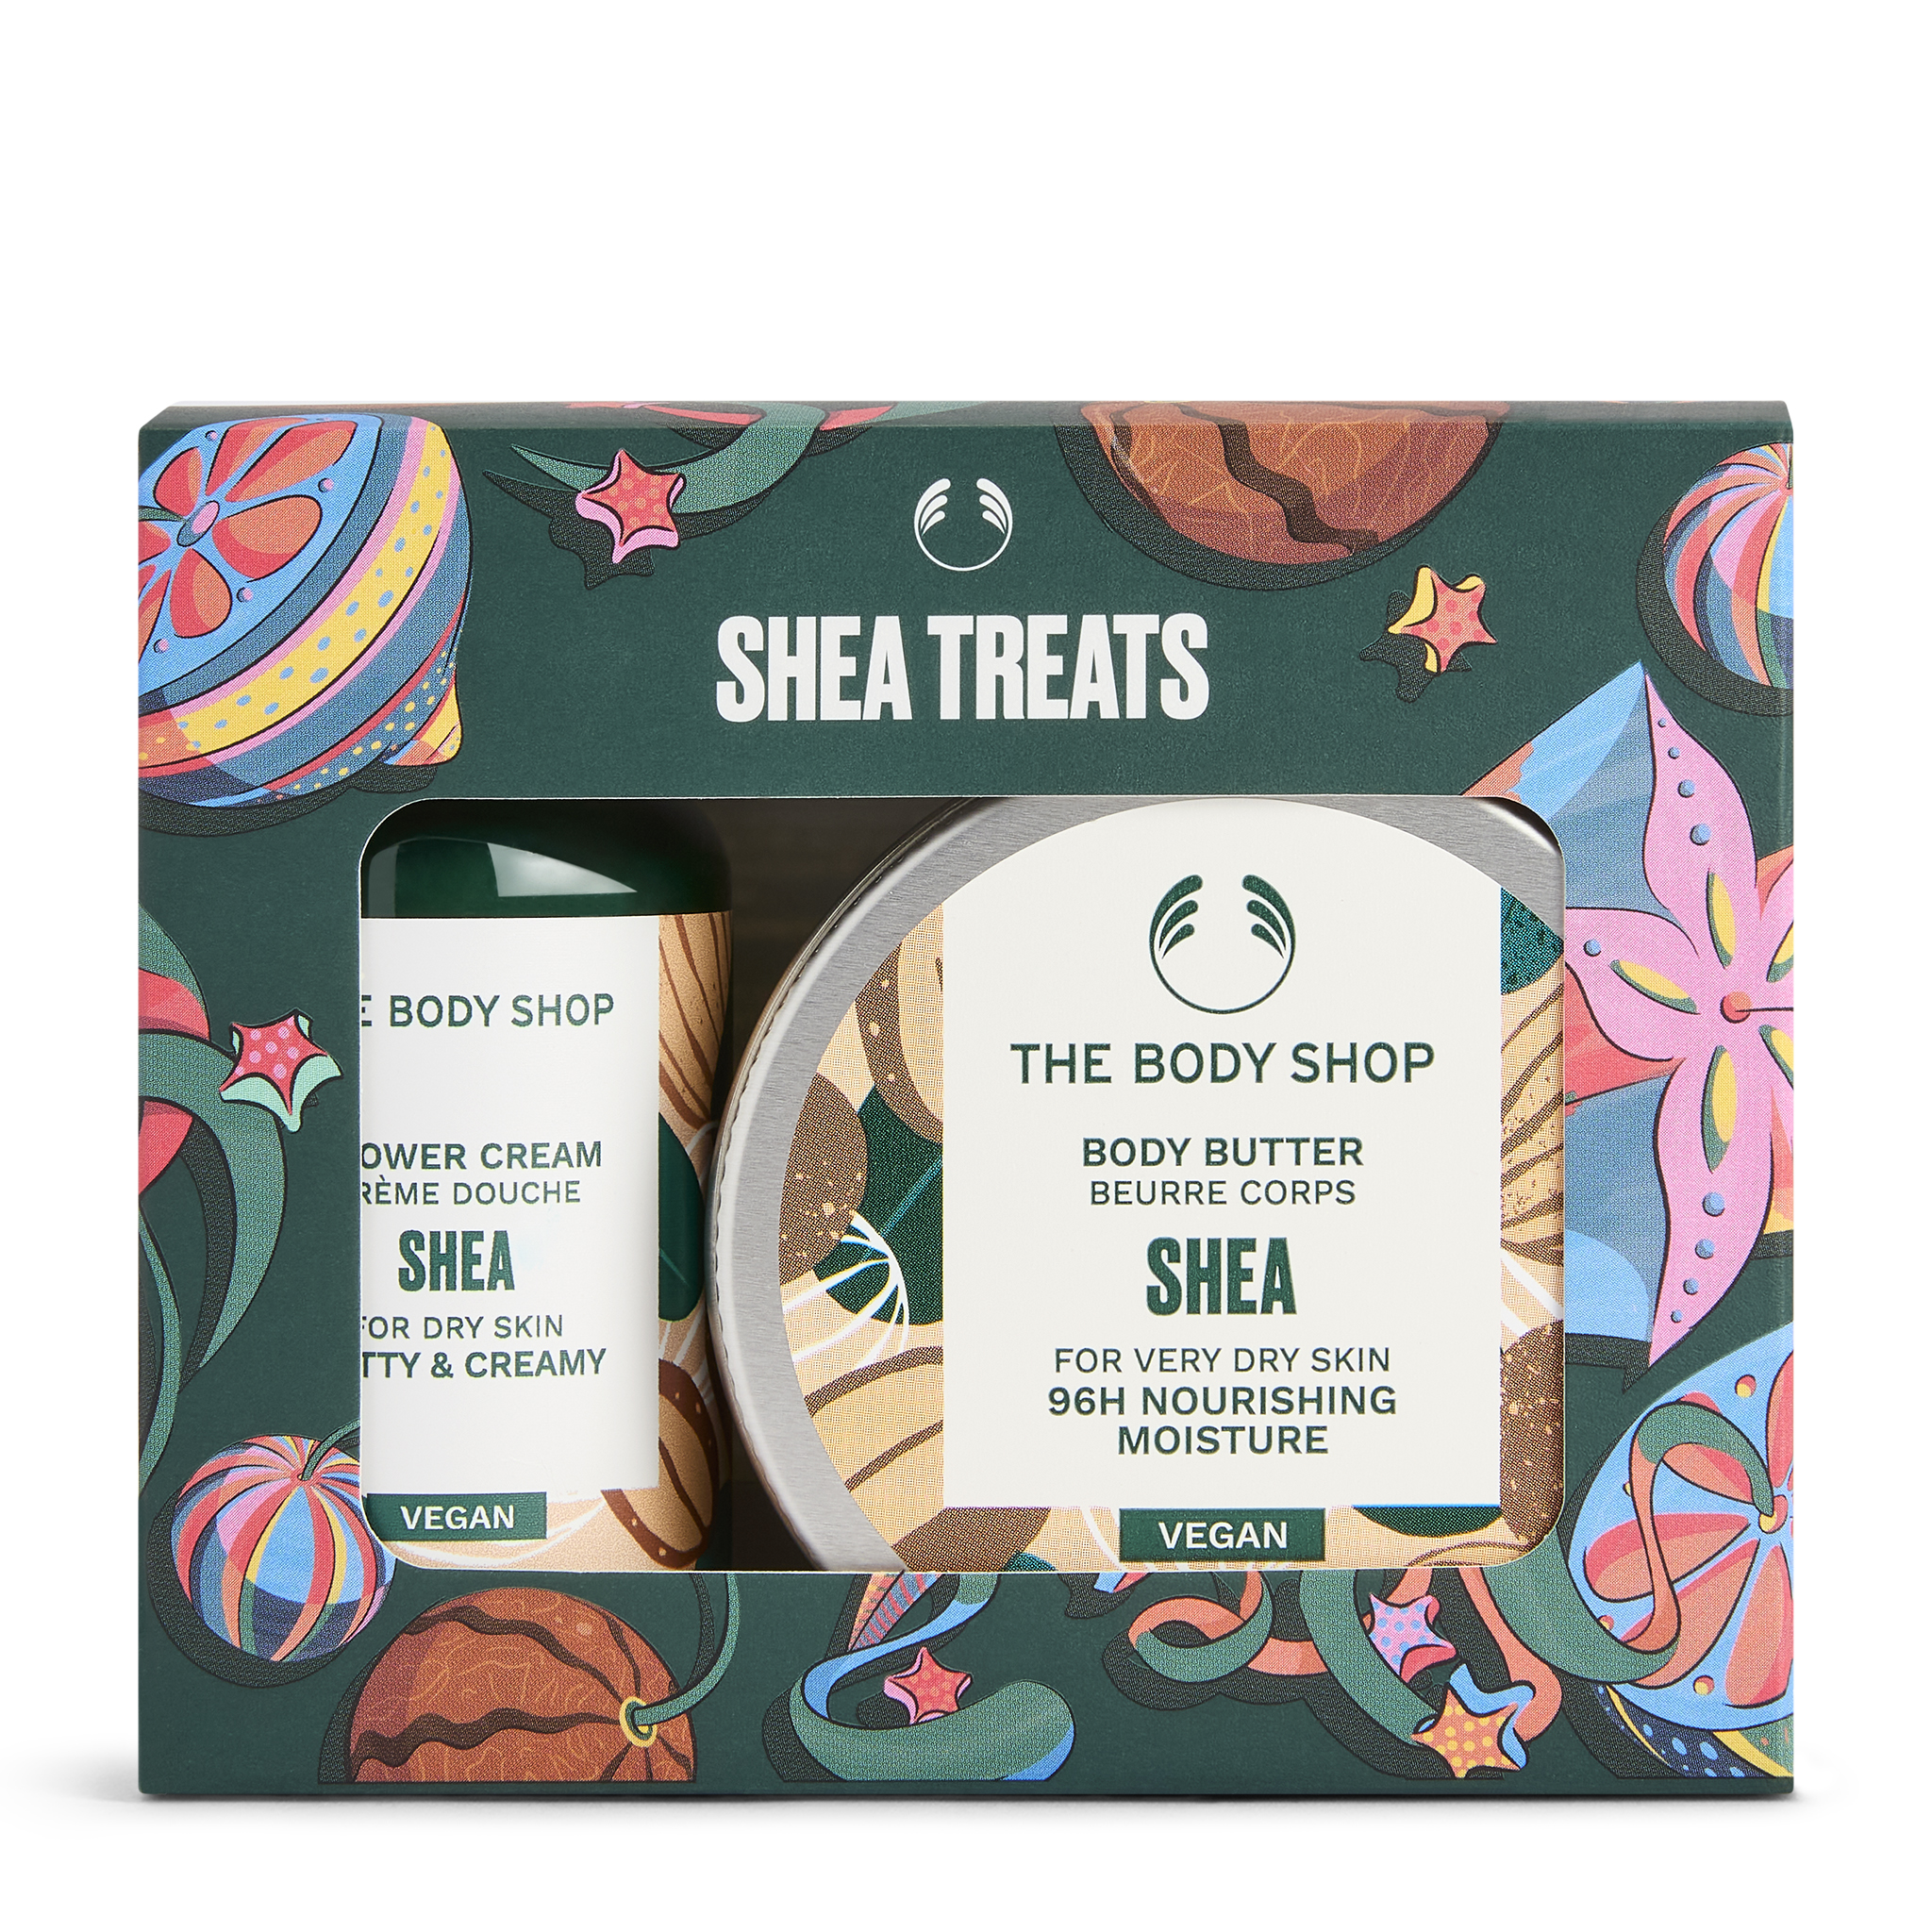 SHEA TREATS
E BODY SHOP
OWER CREAM
RÈME DOUCHE
SHEA
FOR DRY SKIN
TTY & CREAMY
VEGAN
THE BODY SHOP
BODY BUTTER
BEURRE CORPS
SHEA
FOR VERY DRY SKIN
96H NOURISHING
MOISTURE
VEGAN